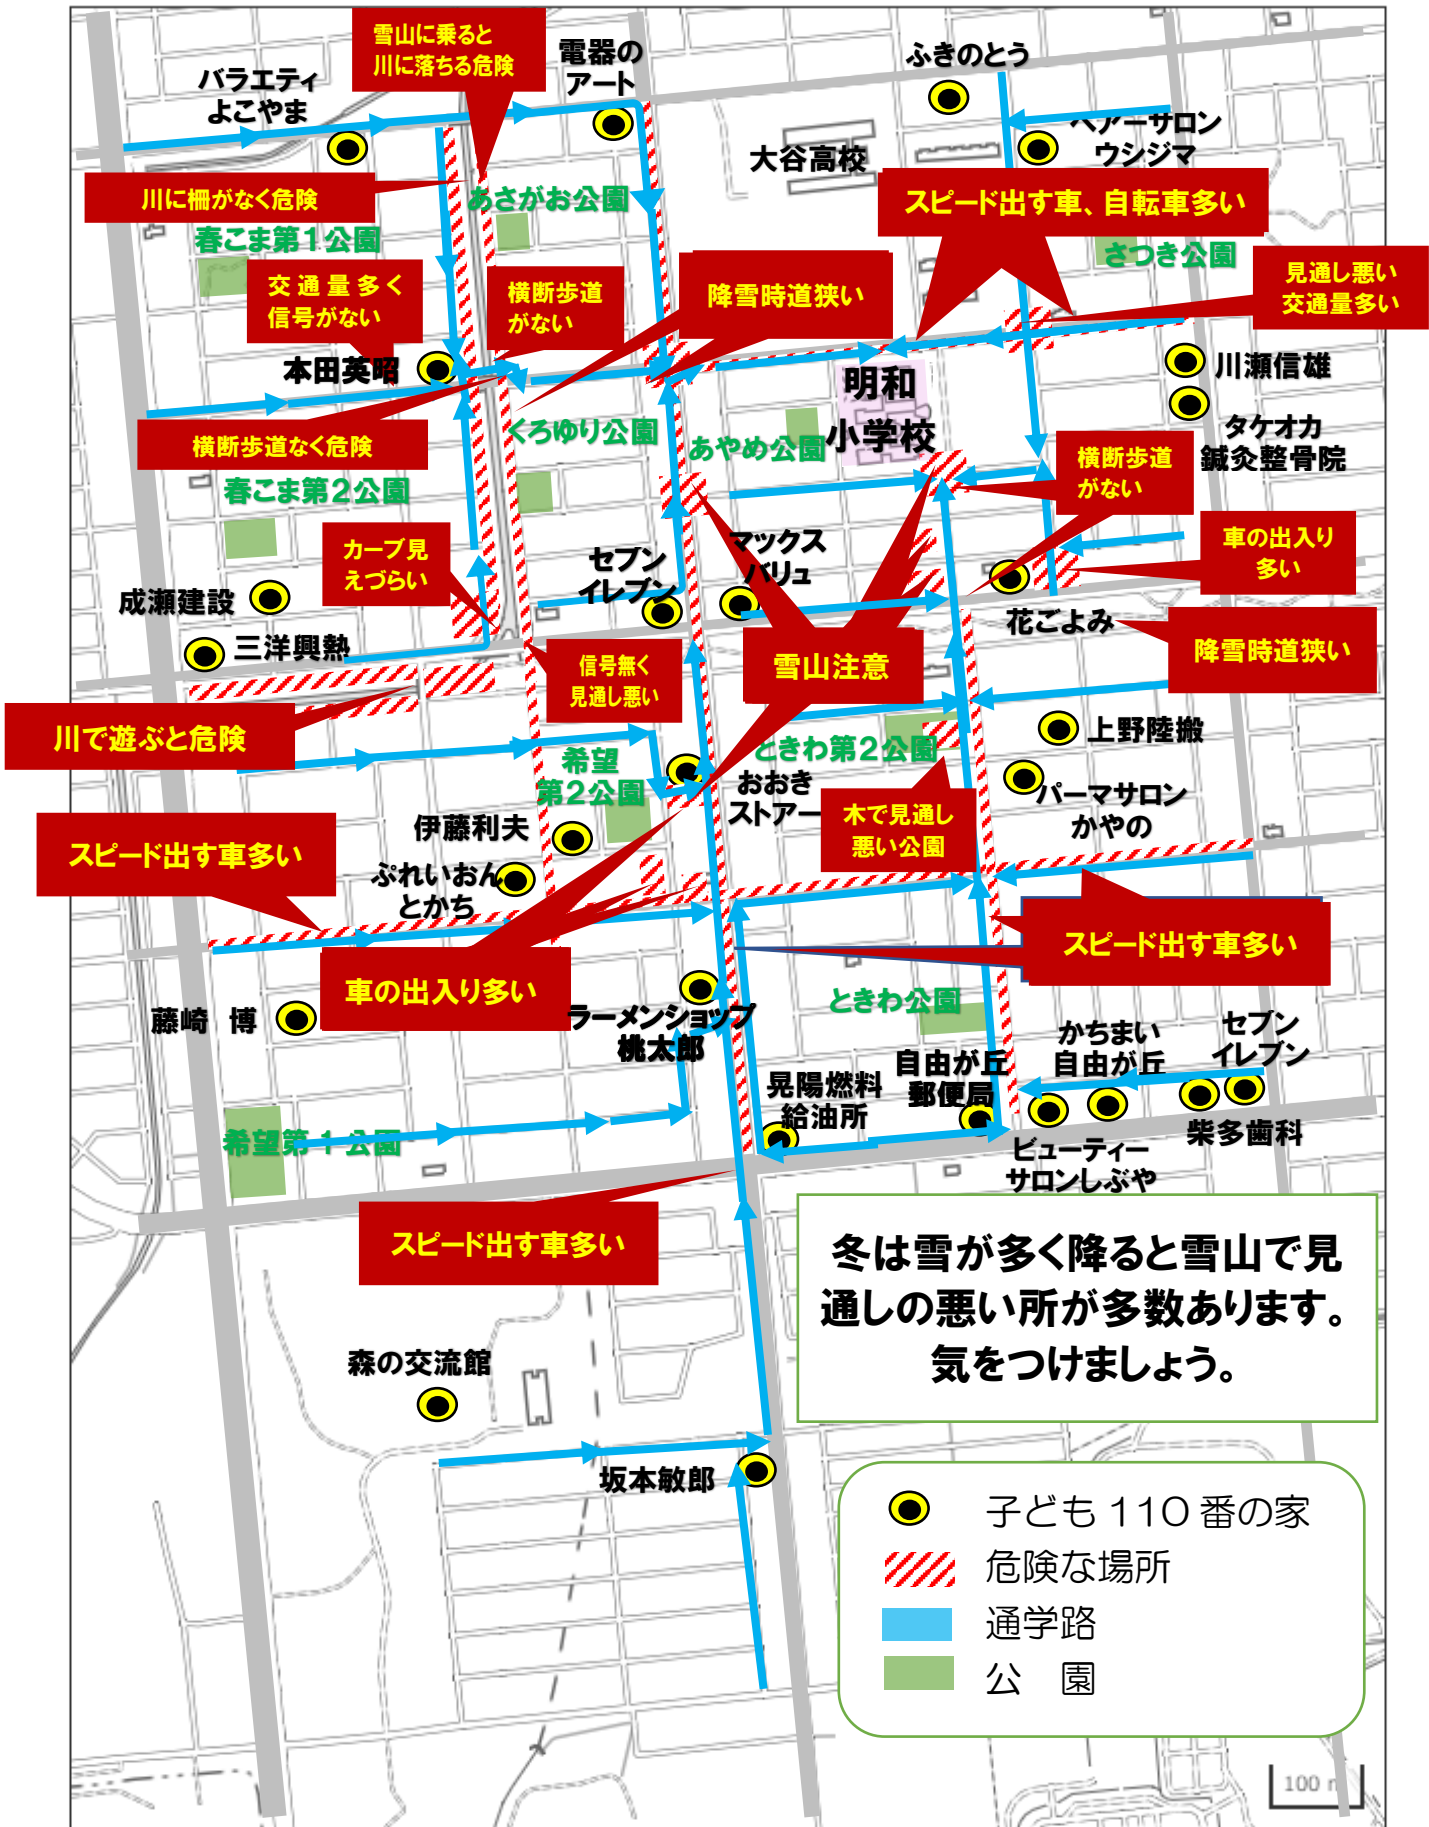 雪山に乗ると
川に落ちる危険
電器の
アート
ふきのとう
バラエティ
よこやま
ヘアーサロン
ウシジマ
大谷高校
川に柵がなく危険
あさがお公園
スピード出す車、自転車多い
春こま第1公園
さつき公園
見通し悪い
交通量多い
交通量多く
信号がない
横断歩道
がない
降雪時道狭い
本田英昭
川瀬信雄
明和
小学校
タケオカ
鍼灸整骨院
くろゆり公園
あやめ公園
横断歩道なく危険
横断歩道
がない
春こま第2公園
カーブ見
えづらい
セブン
イレブン
マックス
バリュ
車の出入り
多い
成瀬建設
花ごよみ
三洋興熱
信号無く
見通し悪い
雪山注意
降雪時道狭い
川で遊ぶと危険
上野陸搬
希望
第2公園
ときわ第2公園
おおき
ストアー
パーマサロン
かやの
木で見通し
悪い公園
伊藤利夫
スピード出す車多い
ぷれいおん
とかち
スピード出す車多い
車の出入り多い
ときわ公園
藤崎　博
ラーメンショップ
桃太郎
かちまい
自由が丘
セブン
イレブン
自由が丘
郵便局
晃陽燃料
給油所
希望第1公園
柴多歯科
ビューティー
サロンしぶや
スピード出す車多い
冬は雪が多く降ると雪山で見
通しの悪い所が多数あります。
気をつけましょう。
森の交流館
坂本敏郎
子ども110番の家
危険な場所
通学路
公　園
100 m